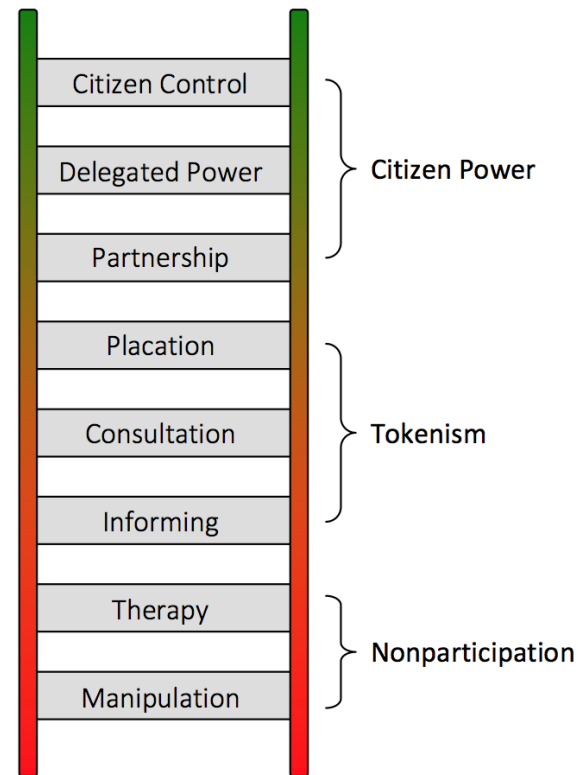 Citizen Control
Delegated Power
Citizen Power
Partnership
Placation
Consultation
Tokenism
Informing
Therapy
Nonparticipation
Manipulation